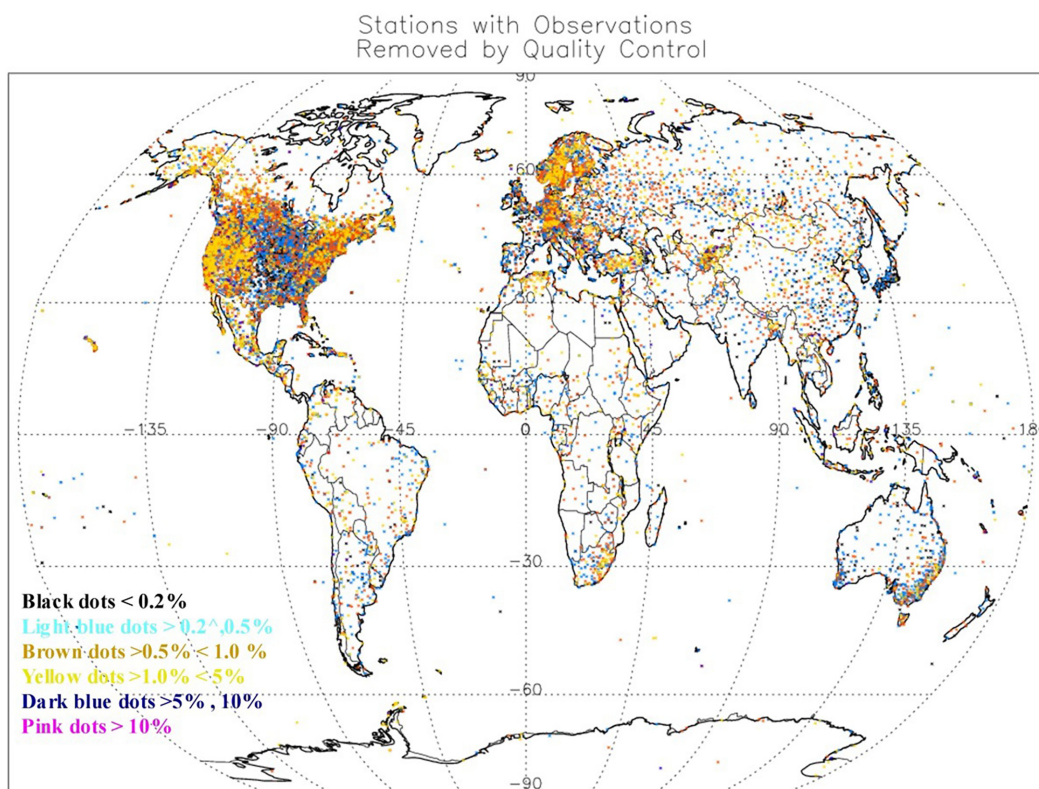 Stations with Observations
Removed by Quality Control
90
60
30
-135
-90
45
0
45
90
135
180
-30
Black dots < 0.2%
Light blue dots > 0.2^,0.5%
Brown dots >0.5% < 1.0 %
Yellow dots >1.0% < 5%
Dark blue dots >5% , 10%
Pink dots > 10%
-60
-90